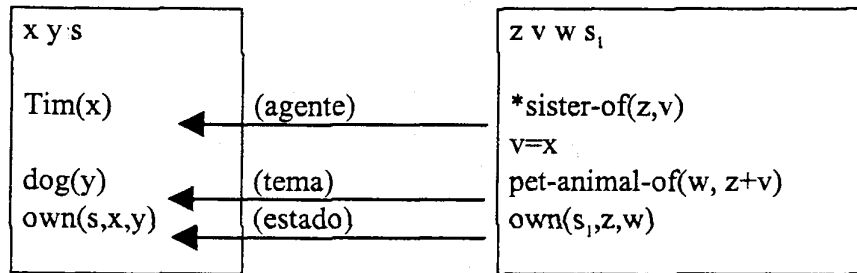 x y s
z v w s₁
Tim(x) (agente) *sister-of(z,v)
v=x
dog(y) (tema) pet-animal-of(w, z+v)
own(s,x,y) (estado) own(s₁,z,w)